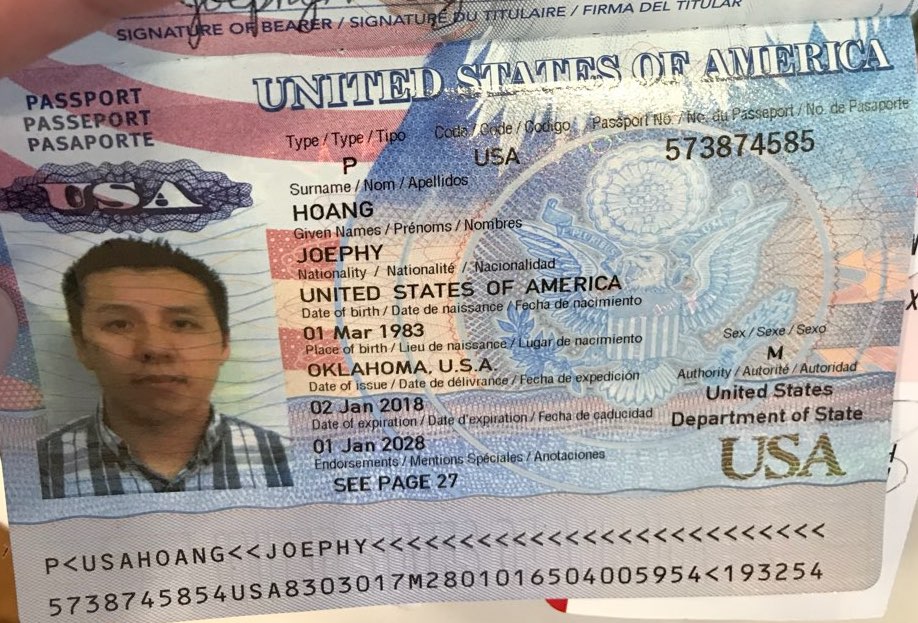 SIGNATURE OF BEARER / SIGNATURE DU TITULAIRE / FIRMA DEL TITULAR
PASSPORT
PASSEPORT
PASAPORTE
UNITED STATES OF AMERICA
USA
Type / Type / Tipo
Code / Code / Codigo
Passport No. / No. du Passeport / No. de Pasaporte
P
USA
573874585
Surname / Nom / Apellidos
HOANG
Given Names / Prénoms / Nombres
JOEPHY
Nationality / Nationalité / Nacionalidad
UNITED STATES OF AMERICA
Date of birth / Date de naissance / Fecha de nacimiento
01 Mar 1983
Place of birth / Lieu de naissance / Lugar de nacimiento
Sex / Sexe / Sexo
OKLAHOMA, U.S.A.
M
Date of issue / Date de délivrance / Fecha de expedición
Authority / Autorité / Autoridad
02 Jan 2018
United States
Date of expiration / Date d'expiration / Fecha de caducidad
Department of State
01 Jan 2028
USA
Endorsements / Mentions Spéciales / Anotaciones
SEE PAGE 27
P<USAHOANG<<JOEPHY<<<<<<<<<<<<<<<<<<<<<<<<<<
5738745854USA8303017M2801016504005954<193254